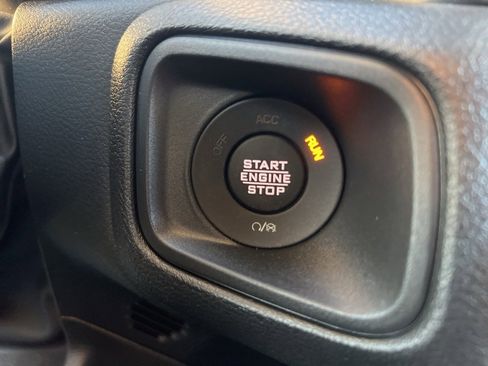 ACC
OFF
RUN
START
ENGINE
STOP